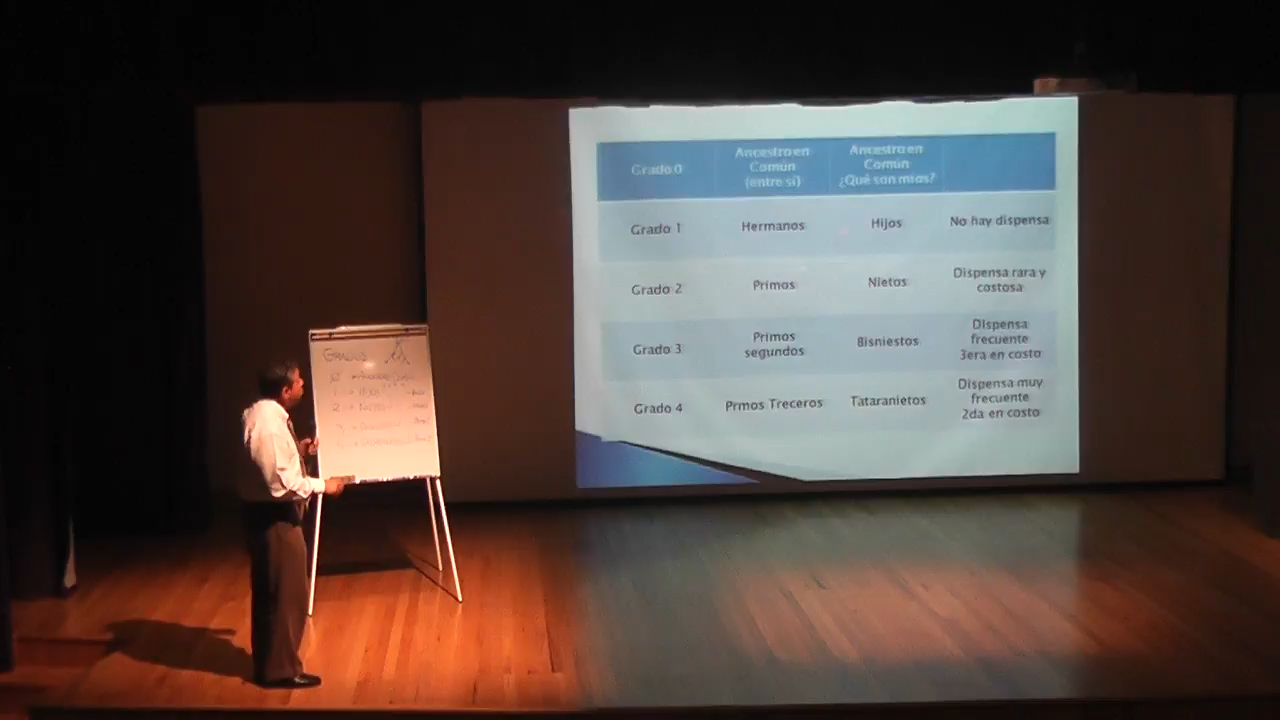 Grado 0
Ancestro en
Común
(entre sí)
Ancestro en
Común
¿Qué son míos?
Grado 1
Hermanos
Hijos
No hay dispensa
Grado 2
Primos
Nietos
Dispensa rara y
costosa
Grado 3
Primos
segundos
Bisniestos
Dispensa
frecuente
3era en costo
Grado 4
Prmos Treceros
Tataranietos
Dispensa muy
frecuente
2da en costo
GRADOS